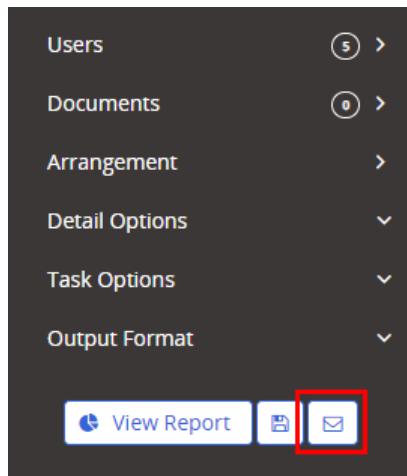 Users 5
Documents 0
Arrangement
Detail Options
Task Options
Output Format
View Report